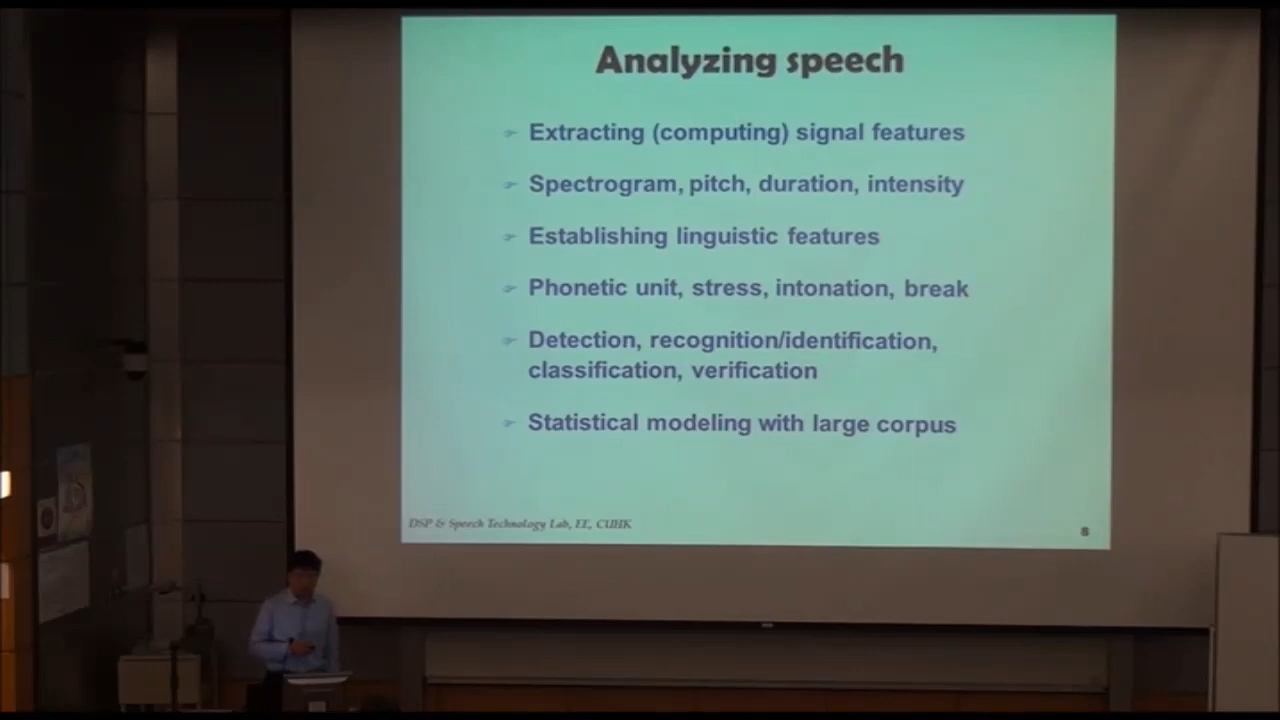 Analyzing speech
Extracting (computing) signal features
Spectrogram, pitch, duration, intensity
Establishing linguistic features
Phonetic unit, stress, intonation, break
Detection, recognition/identification,
classification, verification
Statistical modeling with large corpus
DSP & Speech Technology Lab, EE, CUHK
8